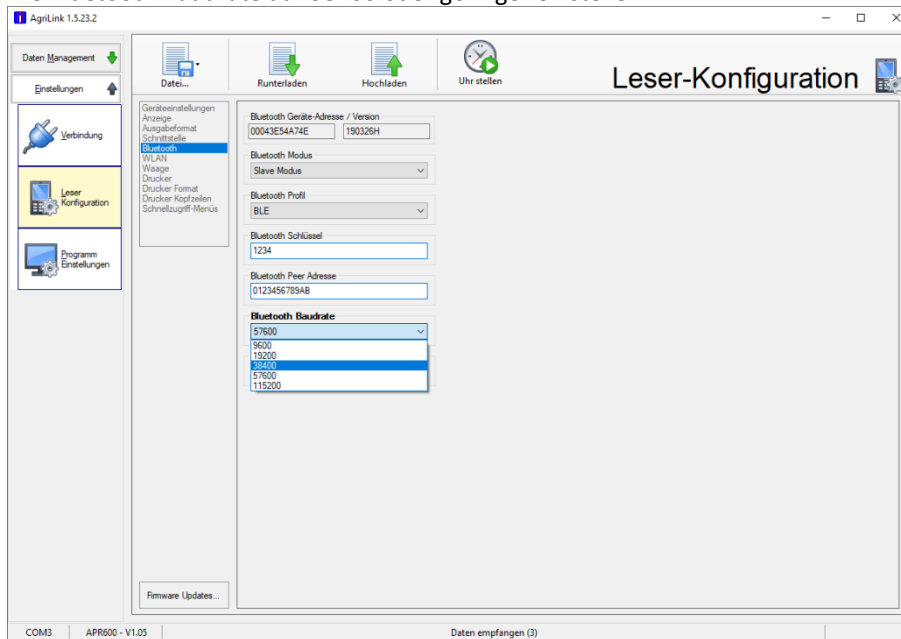 AgriLink 1.5.23.2
Daten Management
Einstellungen
Verbindung
Leser
Konfiguration
Programm
Einstellungen
Datei...
Runterladen
Hochladen
Uhr stellen
Leser-Konfiguration
Geräteeinstellungen
Anzeige
Ausgabeformat
Schnittstelle
Bluetooth
WLAN
Waage
Drucker
Drucker Format
Drucker Kopfzeilen
Schnellzugriff-Menüs
Firmware Updates...
Bluetooth Geräte-Adresse / Version
00043E54A74E 190326H
Bluetooth Modus
Slave Modus
Bluetooth Profil
BLE
Bluetooth Schlüssel
1234
Bluetooth Peer Adresse
0123456789AB
Bluetooth Baudrate
57600
9600
19200
38400
57600
115200
COM3 APR600 - V1.05 Daten empfangen (3)